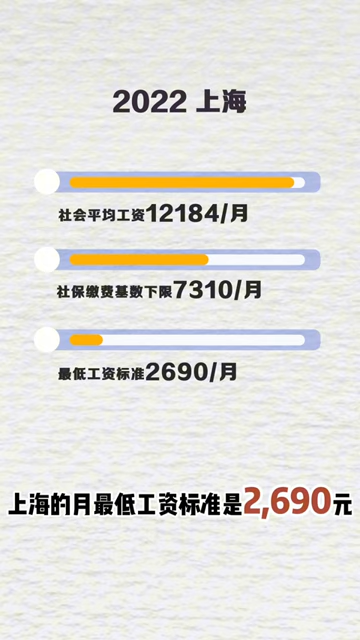 2022 上海
社会平均工资12184/月
社保缴费基数下限7310/月
最低工资标准2690/月
上海的月最低工资标准是2,690元